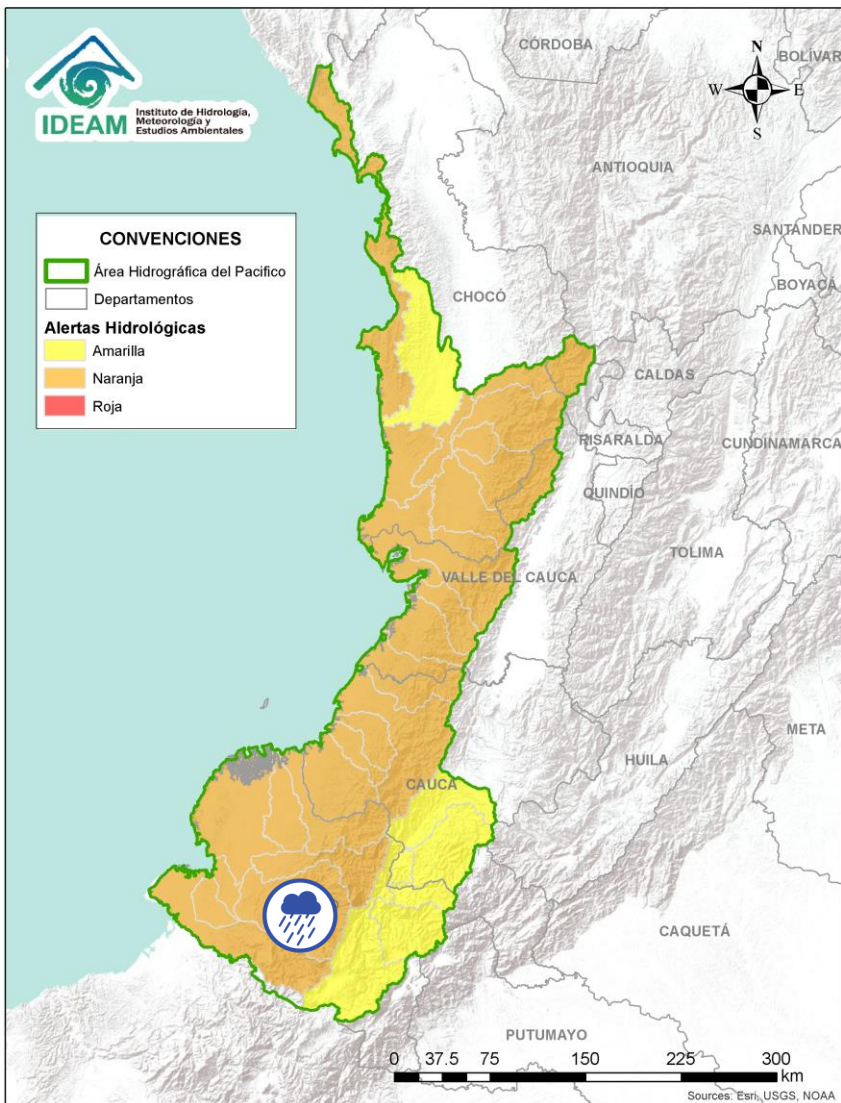 IDEAM
Instituto de Hidrología,
Meteorología y
Estudios Ambientales
CÓRDOBA
BOLÍVAR
N
W
E
S
ANTIOQUIA
SANTANDER
BOYACÁ
CONVENCIONES
Área Hidrográfica del Pacifico
Departamentos
Alertas Hidrológicas
Amarilla
Naranja
Roja
CHOCÓ
CALDAS
RISARALDA
CUNDINAMARCA
QUINDÍO
TOLIMA
VALLE DEL CAUCA
META
HUILA
CAUCA
CAQUETÁ
PUTUMAYO
0 37.5 75 150 225 300
km
Sources: Esri, USGS, NOAA